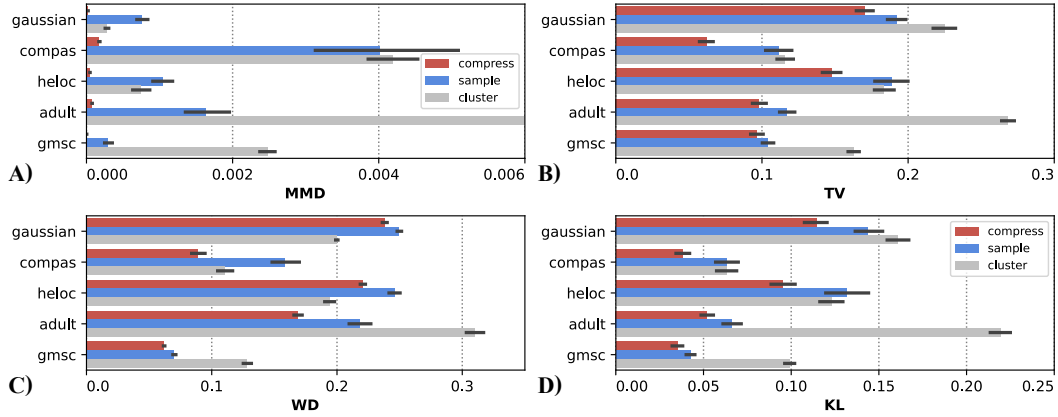 gaussian
compas
heloc
adult
gmsc
compress
sample
cluster
0.000 0.002 0.004 0.006
A)
MMD
gaussian
compas
heloc
adult
gmsc
compress
sample
cluster
0.0 0.1 0.2 0.3
B)
TV
gaussian
compas
heloc
adult
gmsc
0.0 0.1 0.2 0.3
C)
WD
gaussian
compas
heloc
adult
gmsc
compress
sample
cluster
0.00 0.05 0.10 0.15 0.20 0.25
D)
KL